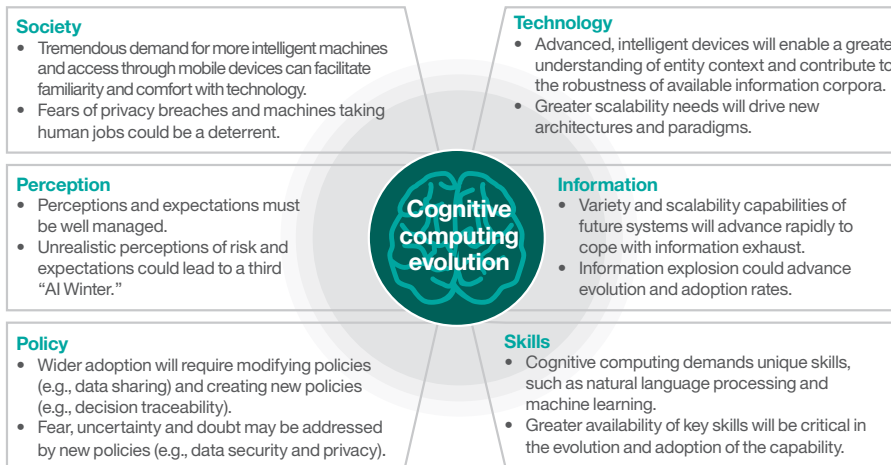 Society
• Tremendous demand for more intelligent machines
and access through mobile devices can facilitate
familiarity and comfort with technology.
• Fears of privacy breaches and machines taking
human jobs could be a deterrent.
Technology
• Advanced, intelligent devices will enable a greate
understanding of entity context and contribute to
the robustness of available information corpora.
• Greater scalability needs will drive new
architectures and paradigms.
Perception
• Perceptions and expectations must
be well managed.
• Unrealistic perceptions of risk and
expectations could lead to a third
“AI Winter.”
Cognitive
computing
evolution
Information
• Variety and scalability capabilities of
future systems will advance rapidly to
cope with information exhaust.
• Information explosion could advance
evolution and adoption rates.
Policy
• Wider adoption will require modifying policies
(e.g., data sharing) and creating new policies
(e.g., decision traceability).
• Fear, uncertainty and doubt may be addressed
by new policies (e.g., data security and privacy).
Skills
• Cognitive computing demands unique skills,
such as natural language processing and
machine learning.
• Greater availability of key skills will be critical in
the evolution and adoption of the capability.